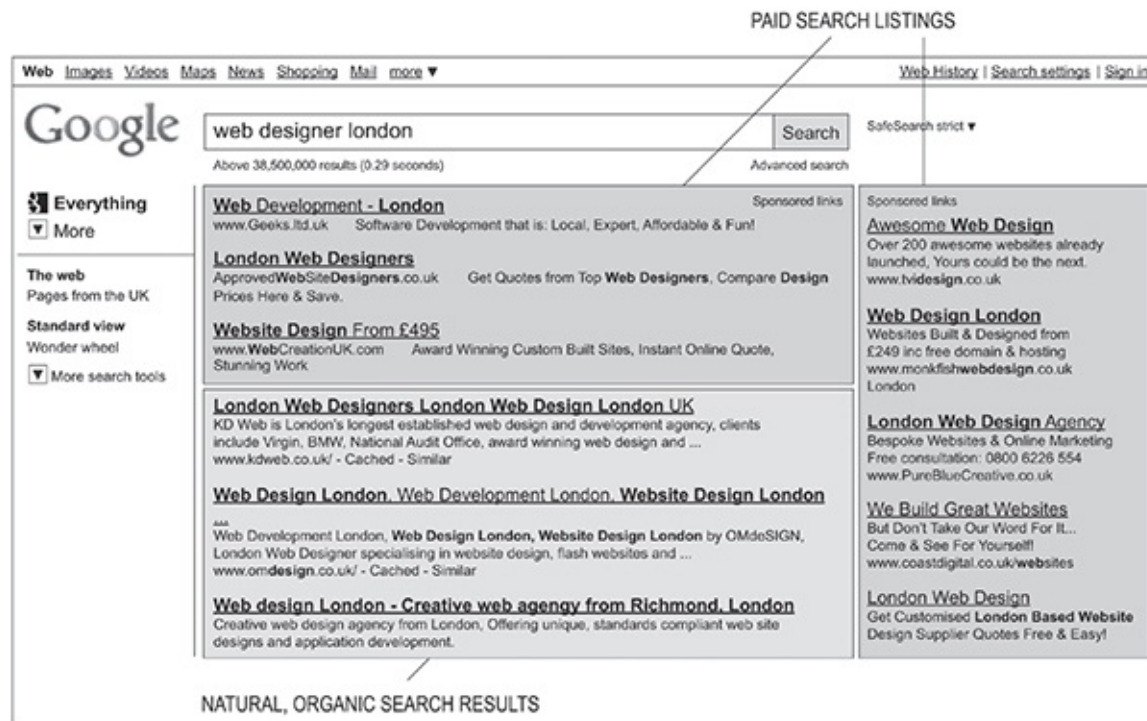 PAID SEARCH LISTINGS
Web Images Videos Maps News Shopping Mail more ▼
Web History | Search settings | Sign in
Google
web designer london
Search
SafeSearch strict ▼
Above 38,500,000 results (0.29 seconds)
Advanced search
Everything
▼ More
The web
Pages from the UK
Standard view
Wonder wheel
▼ More search tools
Web Development - London
Sponsored links
www.Geeks.ltd.uk Software Development that is: Local, Expert, Affordable & Fun!
London Web Designers
ApprovedWebSiteDesigners.co.uk Get Quotes from Top Web Designers, Compare Design
Prices Here & Save.
Website Design From £495
www.WebCreationUK.com Award Winning Custom Built Sites, Instant Online Quote,
Stunning Work
London Web Designers London Web Design London UK
KD Web is London's longest established web design and development agency, clients
include Virgin, BMW, National Audit Office, award winning web design and ...
www.kdweb.co.uk/ - Cached - Similar
Web Design London, Web Development London, Website Design London
...
Web Development London, Web Design London, Website Design London by OMdeSIGN,
London Web Designer specialising in website design, flash websites and ...
www.omdesign.co.uk/ - Cached - Similar
Web design London - Creative web agengy from Richmond, London
Creative web design agency from London, Offering unique, standards compliant web site
designs and application development.
Sponsored links
Awesome Web Design
Over 200 awesome websites already
launched, Yours could be the next.
www.tvidesign.co.uk
Web Design London
Websites Built & Designed from
£249 inc free domain & hosting
www.monkfishwebdesign.co.uk
London
London Web Design Agency
Bespoke Websites & Online Marketing
Free consultation: 0800 6226 554
www.PureBlueCreative.co.uk
We Build Great Websites
But Don't Take Our Word For It...
Come & See For Yourself!
www.coastdigital.co.uk/websites
London Web Design
Get Customised London Based Website
Design Supplier Quotes Free & Easy!
NATURAL, ORGANIC SEARCH RESULTS